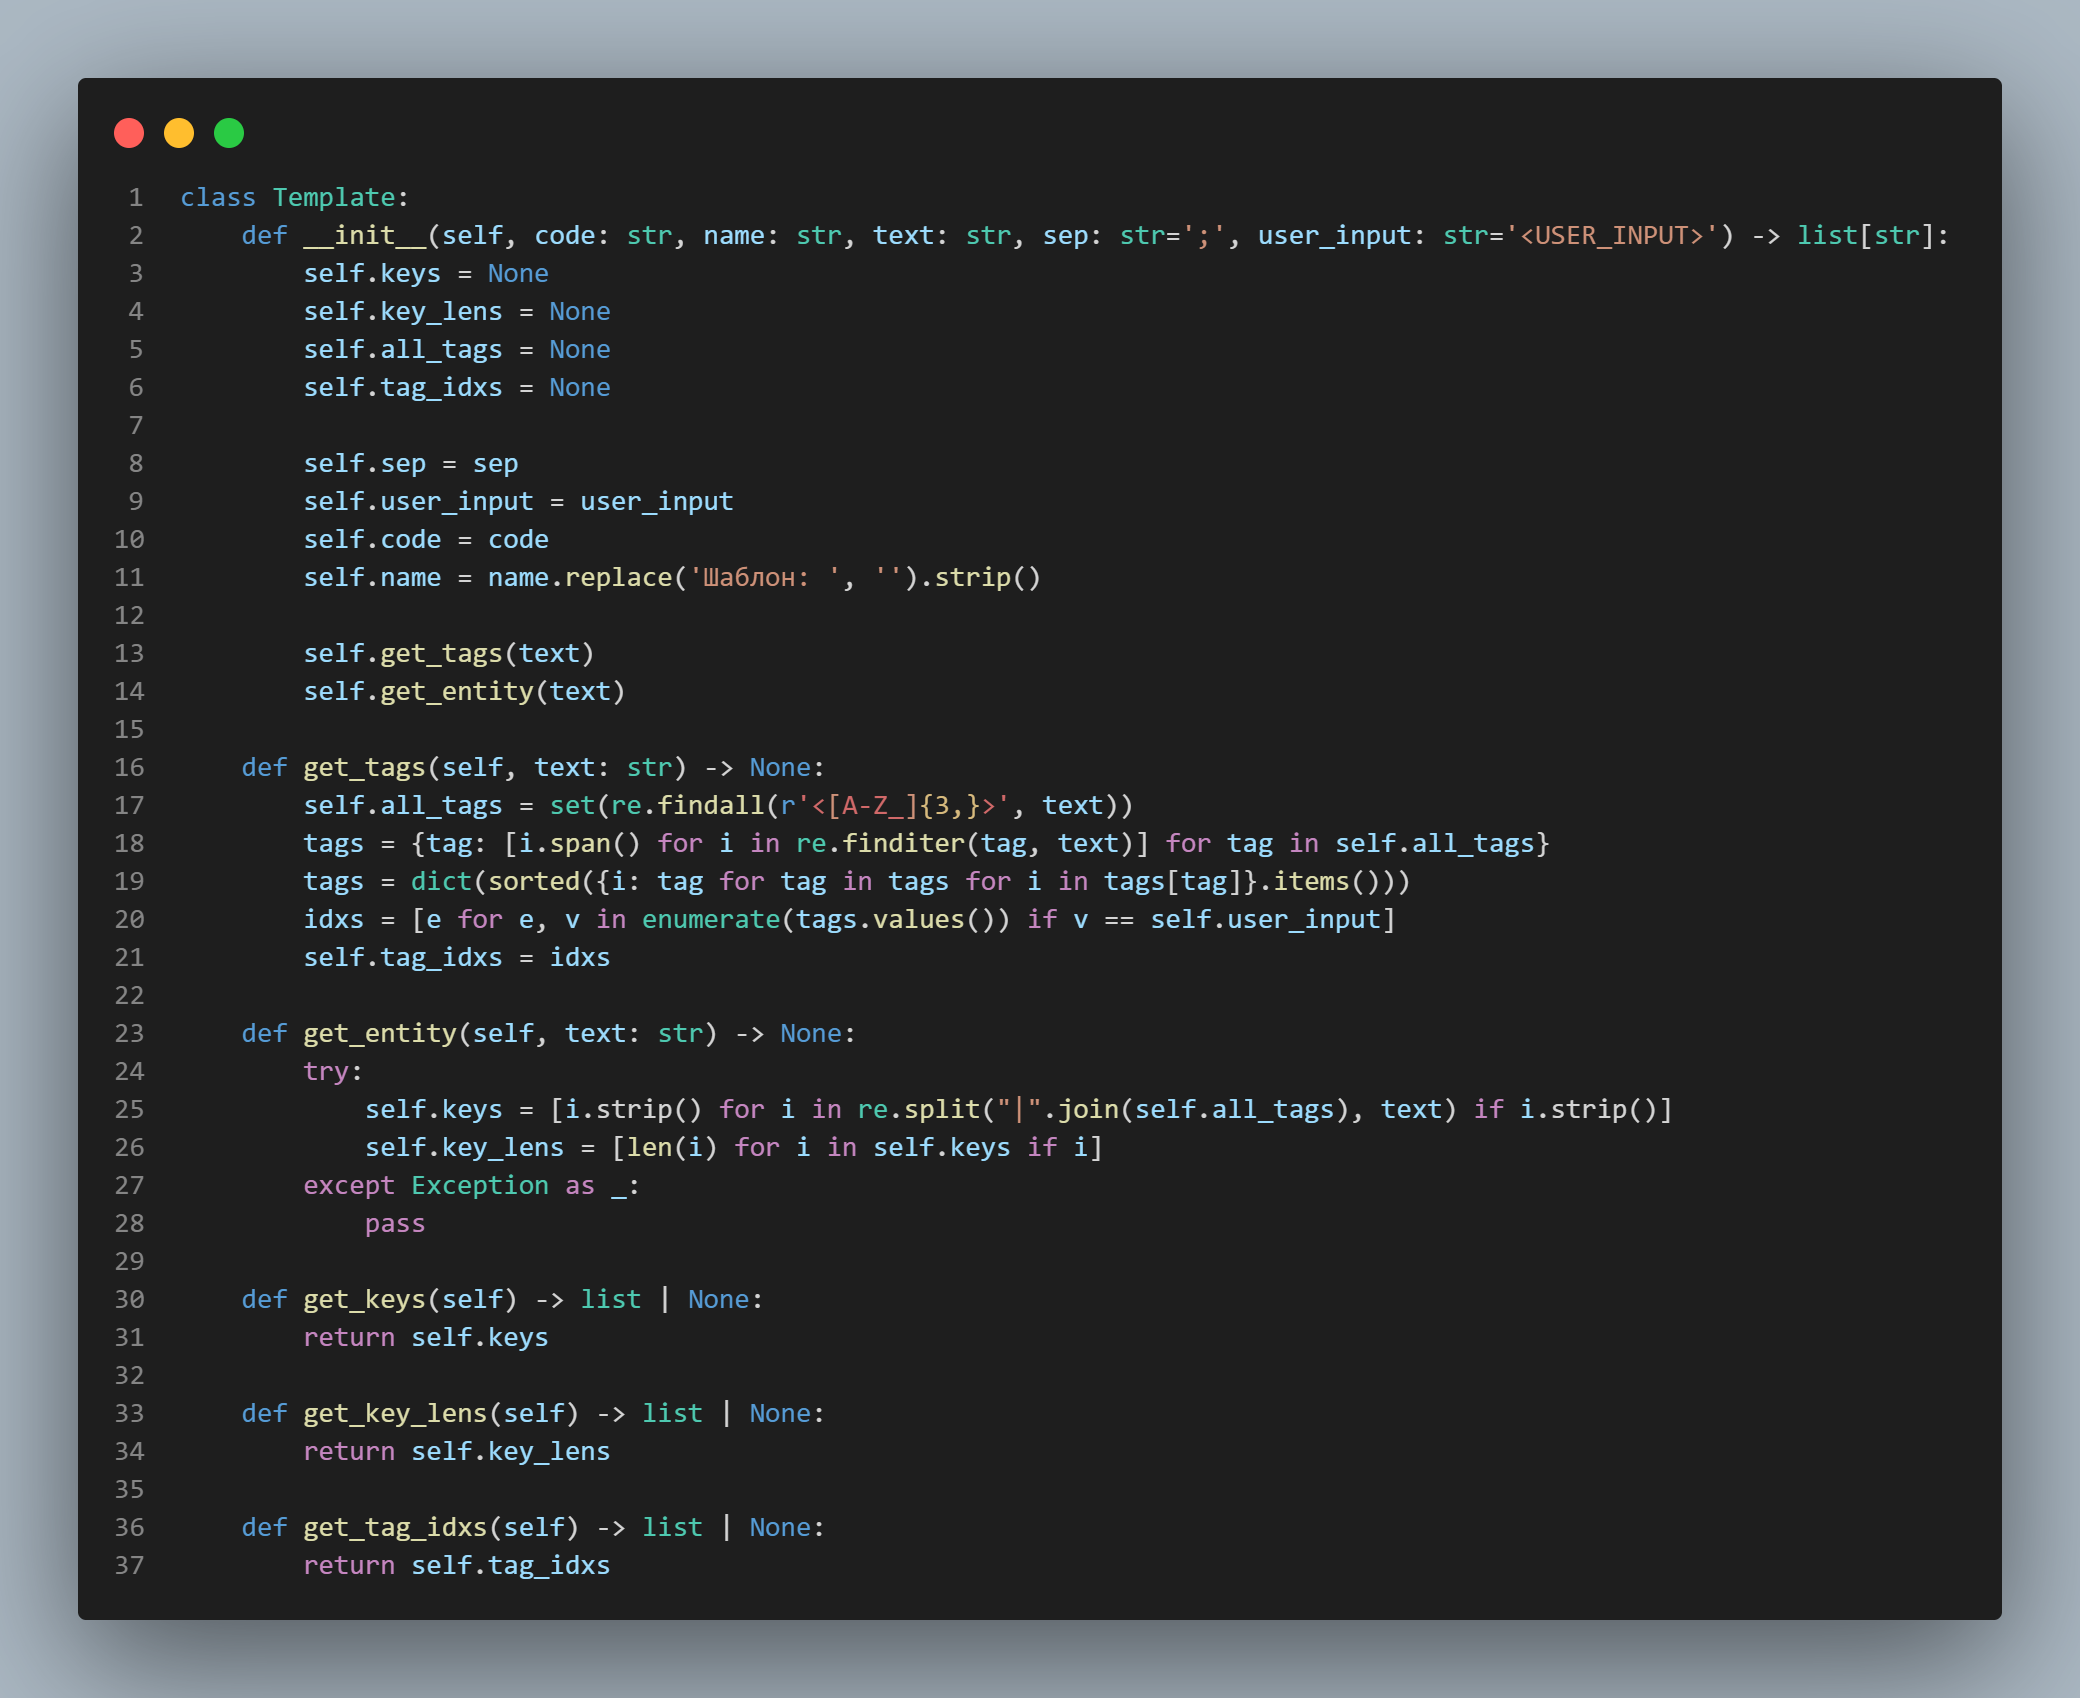 1 class Template:
2     def __init__(self, code: str, name: str, text: str, sep: str=';', user_input: str='<USER_INPUT>') -> list[str]:
3         self.keys = None
4         self.key_lens = None
5         self.all_tags = None
6         self.tag_idxs = None
7
8         self.sep = sep
9         self.user_input = user_input
10         self.code = code
11         self.name = name.replace('Шаблон: ', '').strip()
12
13         self.get_tags(text)
14         self.get_entity(text)
15
16     def get_tags(self, text: str) -> None:
17         self.all_tags = set(re.findall(r'<[A-Z_]{3,}>', text))
18         tags = {tag: [i.span() for i in re.finditer(tag, text)] for tag in self.all_tags}
19         tags = dict(sorted({i: tag for tag in tags for i in tags[tag]}.items()))
20         idxs = [e for e, v in enumerate(tags.values()) if v == self.user_input]
21         self.tag_idxs = idxs
22
23     def get_entity(self, text: str) -> None:
24         try:
25             self.keys = [i.strip() for i in re.split("|".join(self.all_tags), text) if i.strip()]
26             self.key_lens = [len(i) for i in self.keys if i]
27         except Exception as _:
28             pass
29
30     def get_keys(self) -> list | None:
31         return self.keys
32
33     def get_key_lens(self) -> list | None:
34         return self.key_lens
35
36     def get_tag_idxs(self) -> list | None:
37         return self.tag_idxs